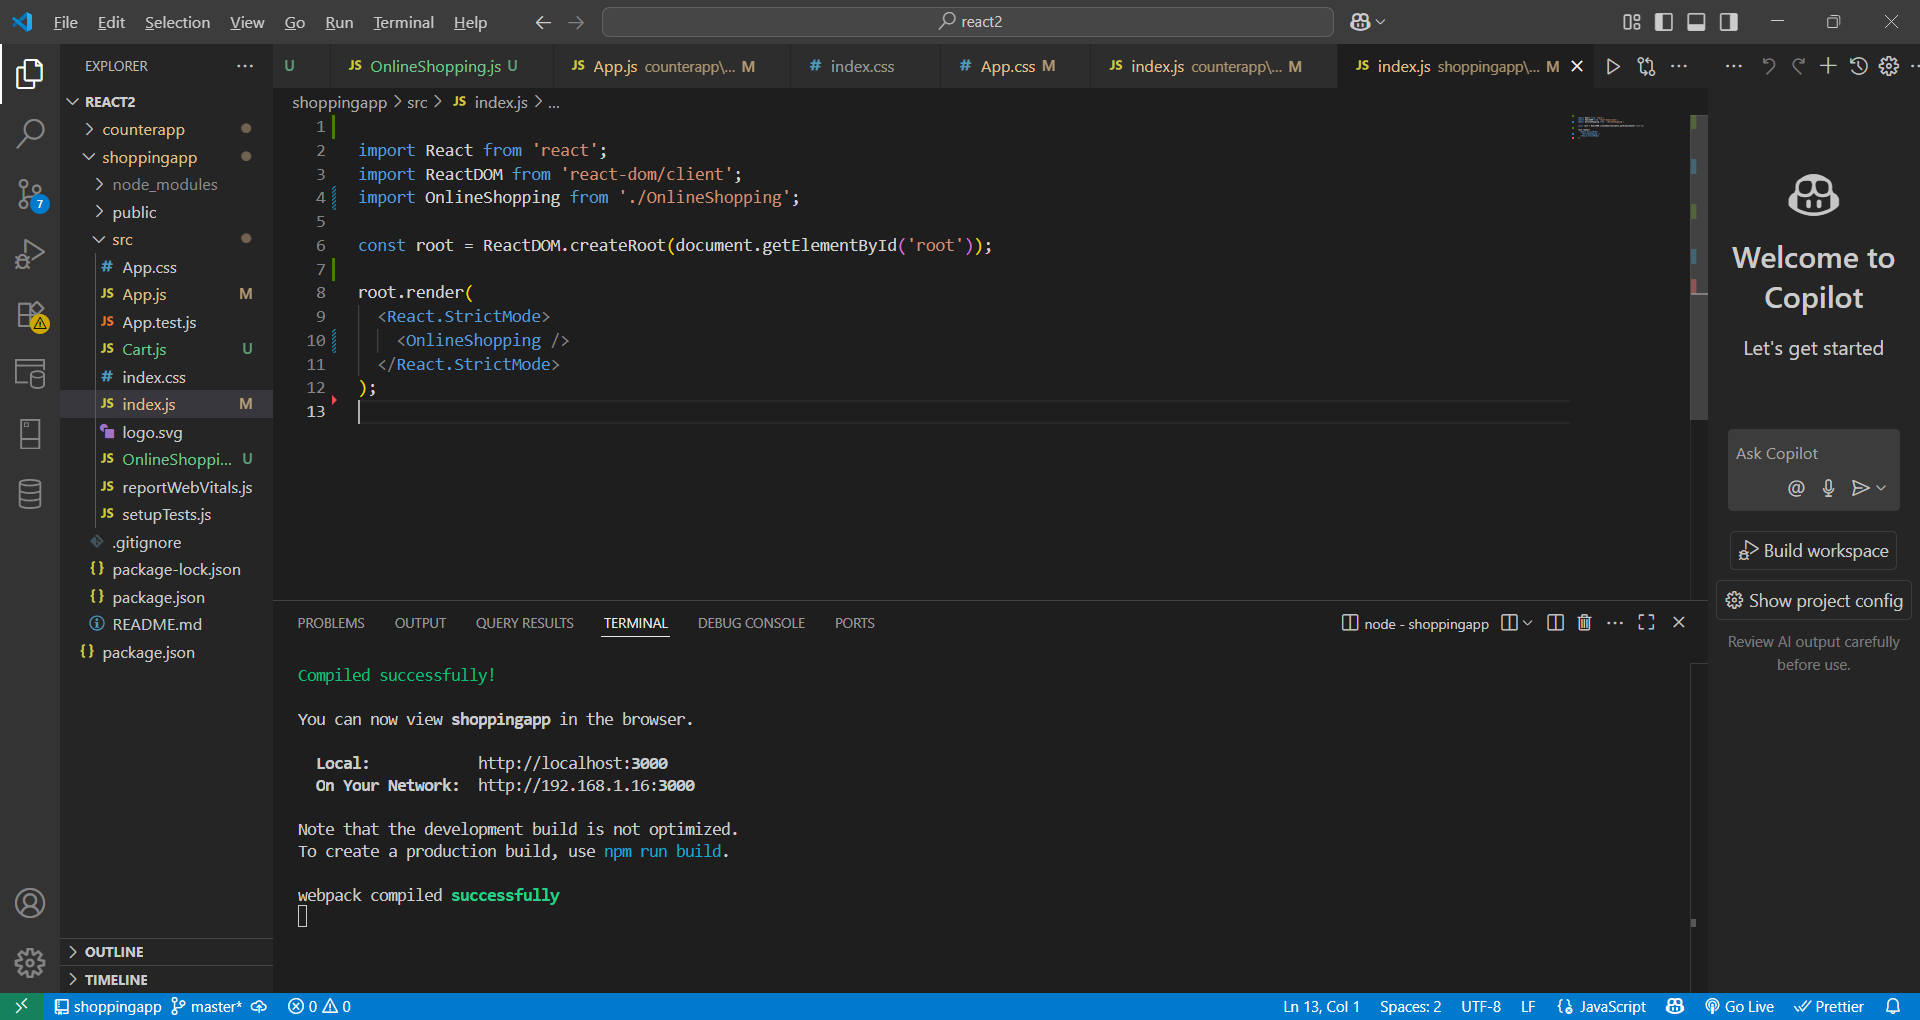 File Edit Selection View Go Run Terminal Help
react2
EXPLORER
REACT2
counterapp
shoppingapp
node_modules
public
src
App.css
App.js M
App.test.js
Cart.js U
index.css
index.js M
logo.svg
OnlineShoppi... U
reportWebVitals.js
setupTests.js
.gitignore
package-lock.json
package.json
README.md
package.json
OUTLINE
TIMELINE
7
U
JS OnlineShopping.js U
JS App.js counterapp\... M
# index.css
# App.css M
JS index.js counterapp\... M
JS index.js shoppingapp\... M
shoppingapp > src > JS index.js > ...
1
2 import React from 'react';
3 import ReactDOM from 'react-dom/client';
4 import OnlineShopping from './OnlineShopping';
5
6 const root = ReactDOM.createRoot(document.getElementById('root'));
7
8 root.render(
9 <React.StrictMode>
10 <OnlineShopping />
11 </React.StrictMode>
12 );
13
PROBLEMS OUTPUT QUERY RESULTS TERMINAL DEBUG CONSOLE PORTS
node - shoppingapp
Compiled successfully!
You can now view shoppingapp in the browser.
Local: http://localhost:3000
On Your Network: http://192.168.1.16:3000
Note that the development build is not optimized.
To create a production build, use npm run build.
webpack compiled successfully
Welcome to
Copilot
Let's get started
Ask Copilot
Build workspace
Show project config
Review AI output carefully
before use.
shoppingapp master* 0 0
Ln 13, Col 1 Spaces: 2 UTF-8 LF JavaScript Go Live Prettier